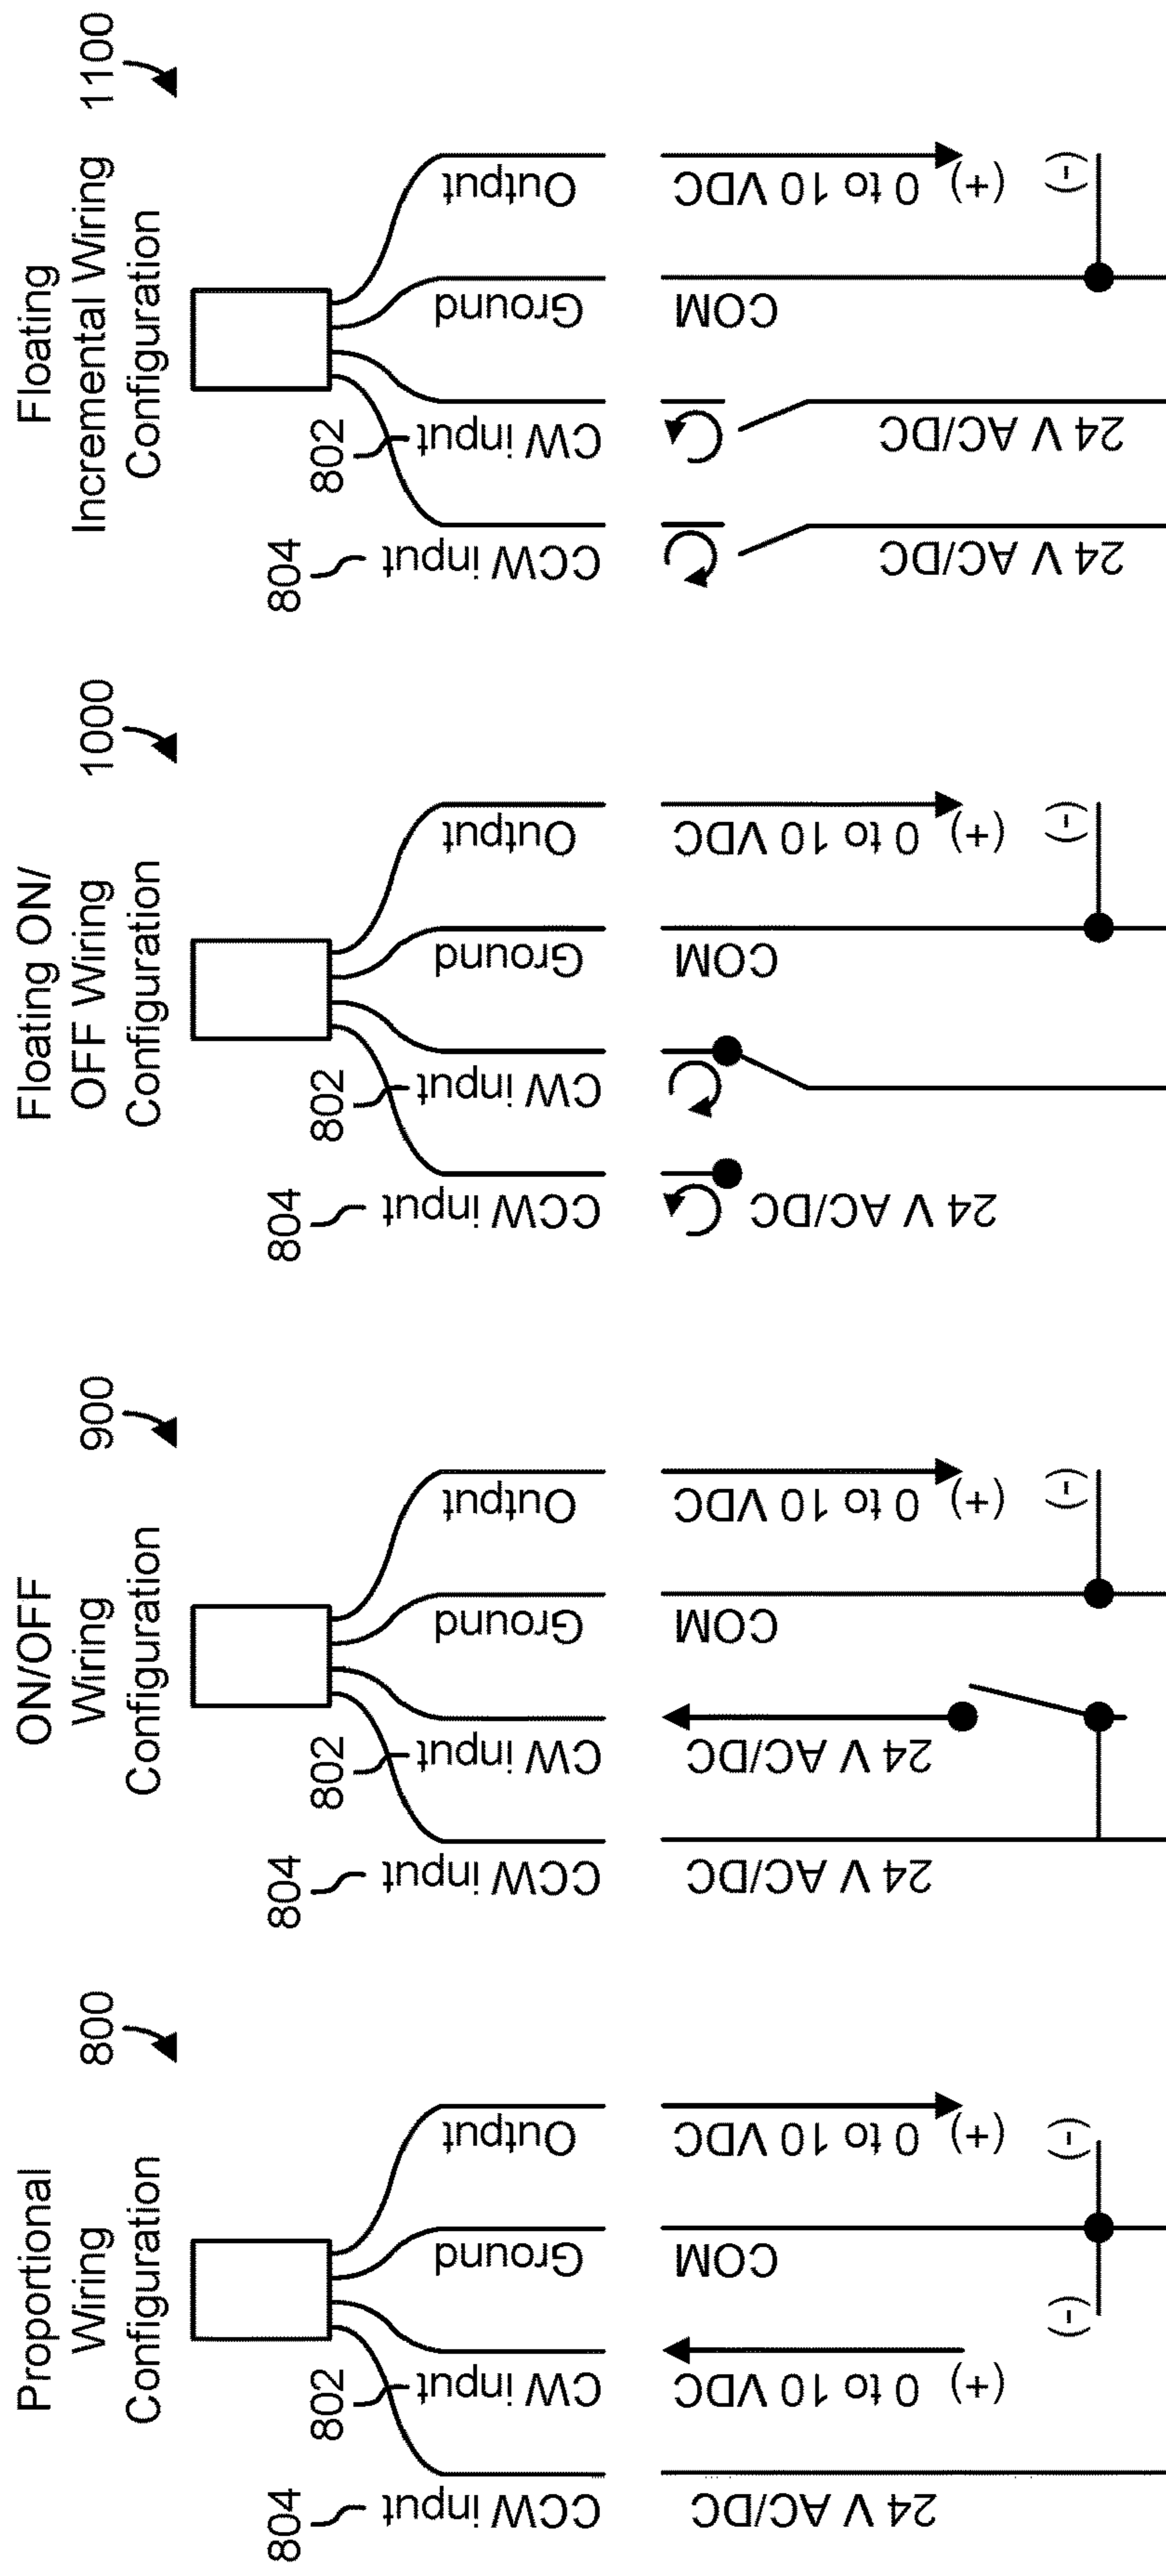 Proportional
Wiring
Configuration
800
804
802
CCW input
CW input
Ground
Output
24 V AC/DC
0 to 10 VDC
(+)
(-)
COM
0 to 10 VDC
(+)
(-)
ON/OFF
Wiring
Configuration
900
804
802
CCW input
CW input
Ground
Output
24 V AC/DC
24 V AC/DC
COM
0 to 10 VDC
(+)
(-)
Floating ON/
OFF Wiring
Configuration
1000
804
802
CCW input
CW input
Ground
Output
24 V AC/DC
COM
0 to 10 VDC
(+)
(-)
Floating
Incremental Wiring
Configuration
1100
804
802
CCW input
CW input
Ground
Output
24 V AC/DC
24 V AC/DC
COM
0 to 10 VDC
(+)
(-)